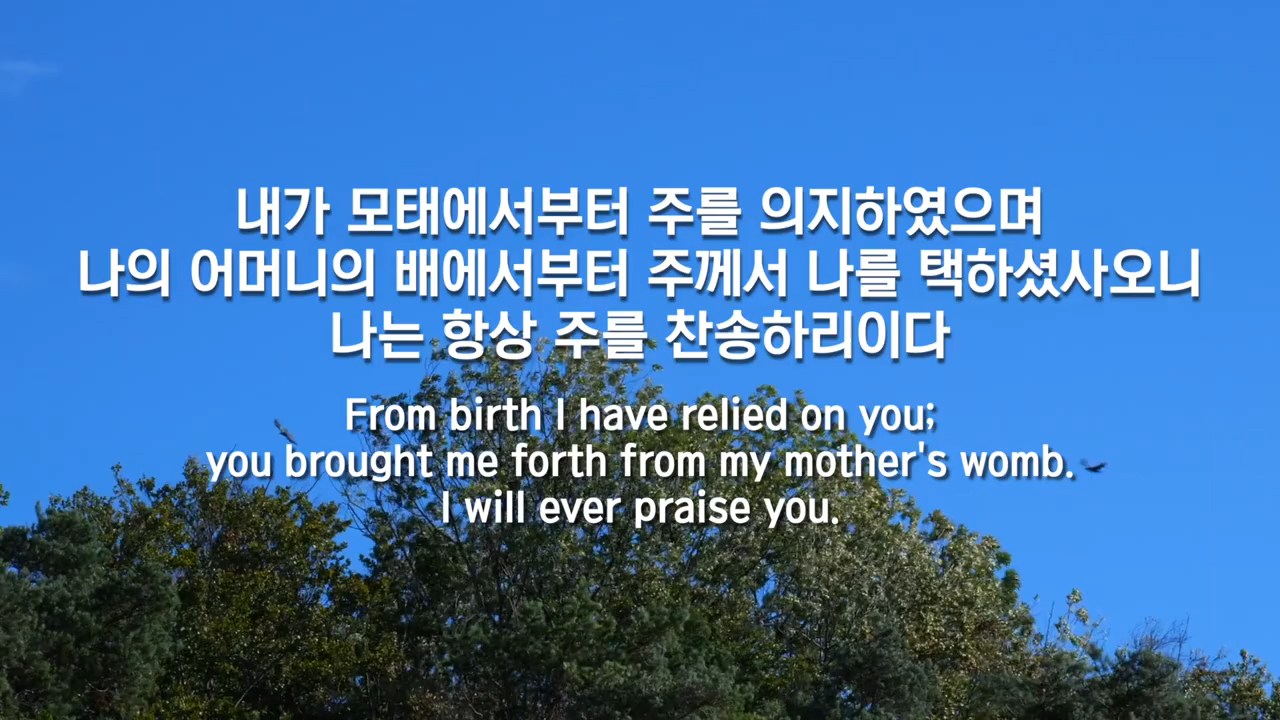 내가 모태에서부터 주를 의지하였으며
나의 어머니의 배에서부터 주께서 나를 택하셨사오니
나는 항상 주를 찬송하리이다
From birth I have relied on you;
you brought me forth from my mother's womb.
I will ever praise you.